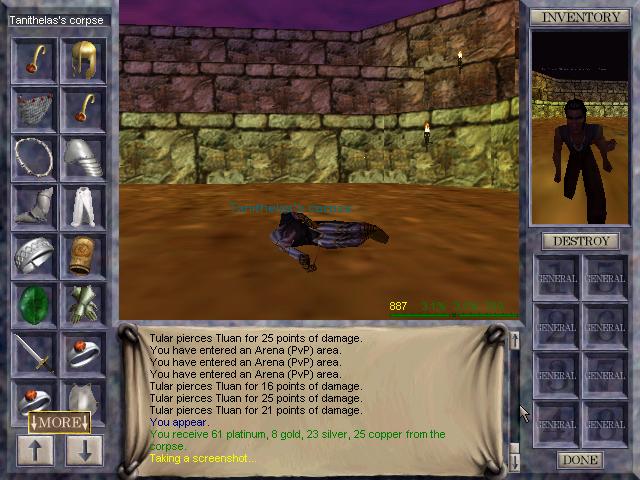 Tanithelas's corpse
INVENTORY
Tanithelas's corpse
DESTROY
887
GENERAL GENERAL
GENERAL GENERAL
GENERAL GENERAL
GENERAL GENERAL
DONE
MORE
Tular pierces Tluan for 25 points of damage.
You have entered an Arena (PvP) area.
You have entered an Arena (PvP) area.
You have entered an Arena (PvP) area.
Tular pierces Tluan for 16 points of damage.
Tular pierces Tluan for 25 points of damage.
Tular pierces Tluan for 21 points of damage.
You appear.
You receive 61 platinum, 8 gold, 23 silver, 25 copper from the
corpse.
Taking a screenshot...